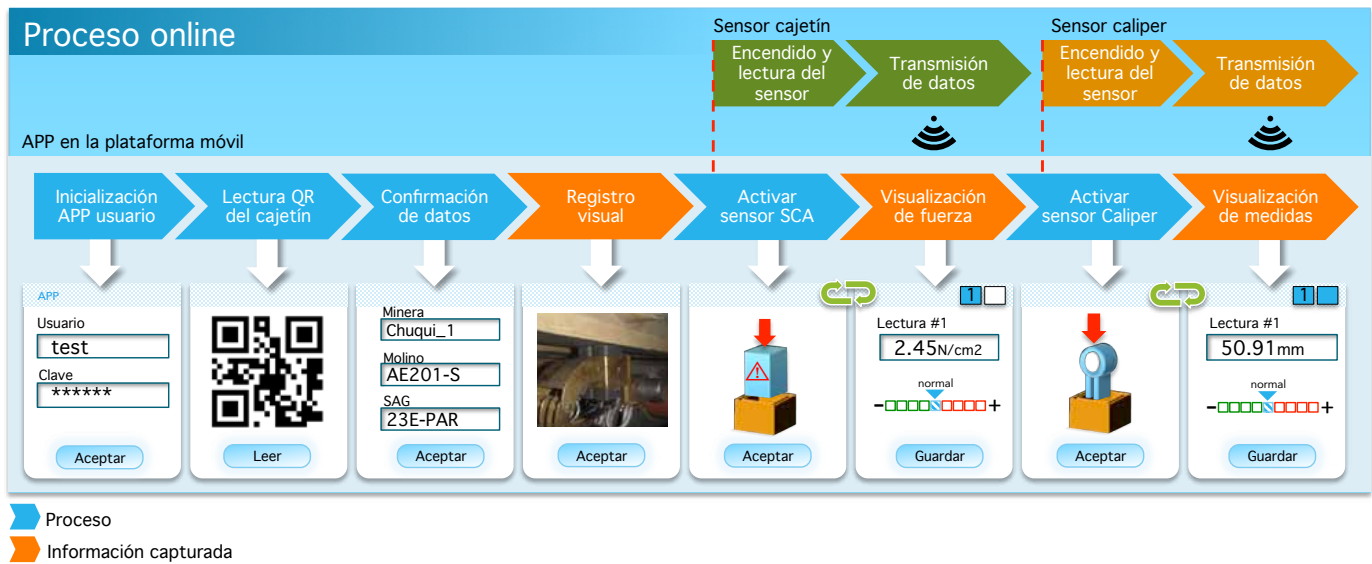 Proceso online
Sensor cajetín
Encendido y
lectura del
sensor
Transmisión
de datos
Sensor caliper
Encendido y
lectura del
sensor
Transmisión
de datos
APP en la plataforma móvil
Inicialización
APP usuario
Lectura QR
del cajetín
Confirmación
de datos
Registro
visual
Activar
sensor SCA
Visualización
de fuerza
Activar
sensor Caliper
Visualización
de medidas
APP
Usuario
test
Clave
******
Aceptar
Leer
Minera
Chuqui_1
Molino
AE201-S
SAG
23E-PAR
Aceptar
Aceptar
Aceptar
1
Lectura #1
2.45N/cm2
normal
- +
Guardar
Aceptar
1
Lectura #1
50.91mm
normal
- +
Guardar
Proceso
Información capturada